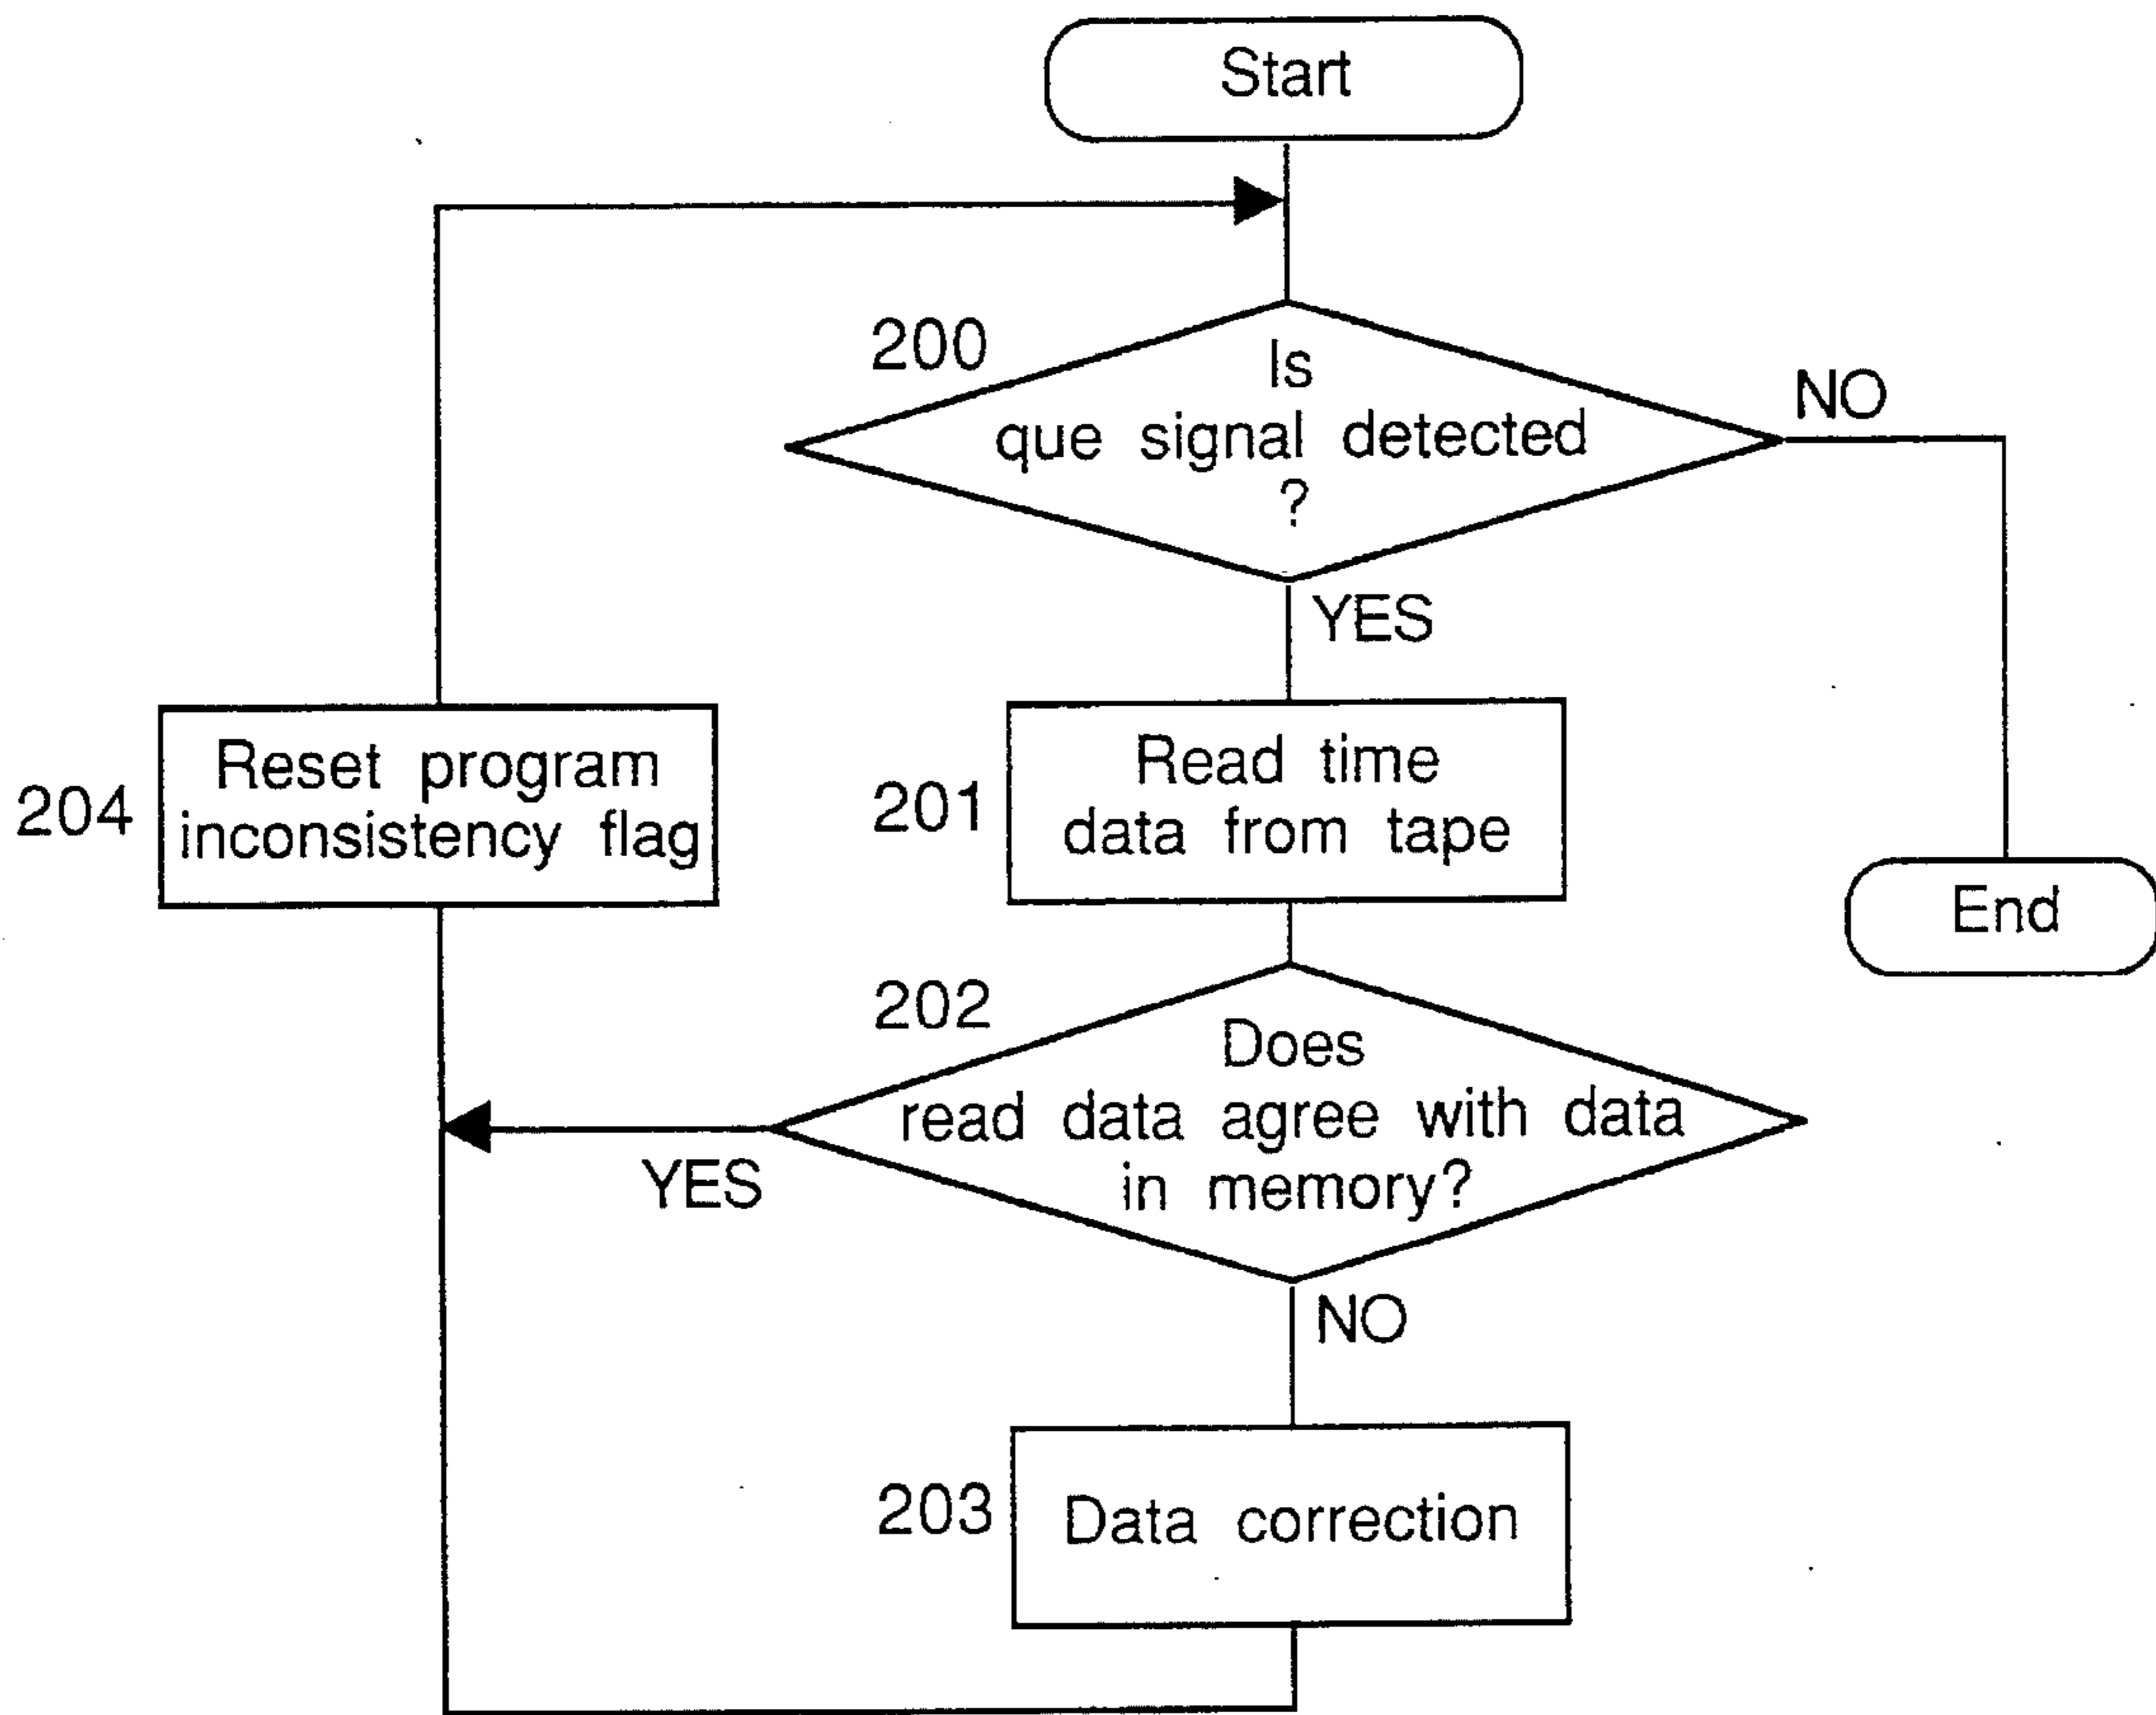 Start
200
Is
que signal detected
?
NO
YES
204
Reset program
inconsistency flag
201
Read time
data from tape
End
202
Does
read data agree with data
in memory?
YES
NO
203
Data correction